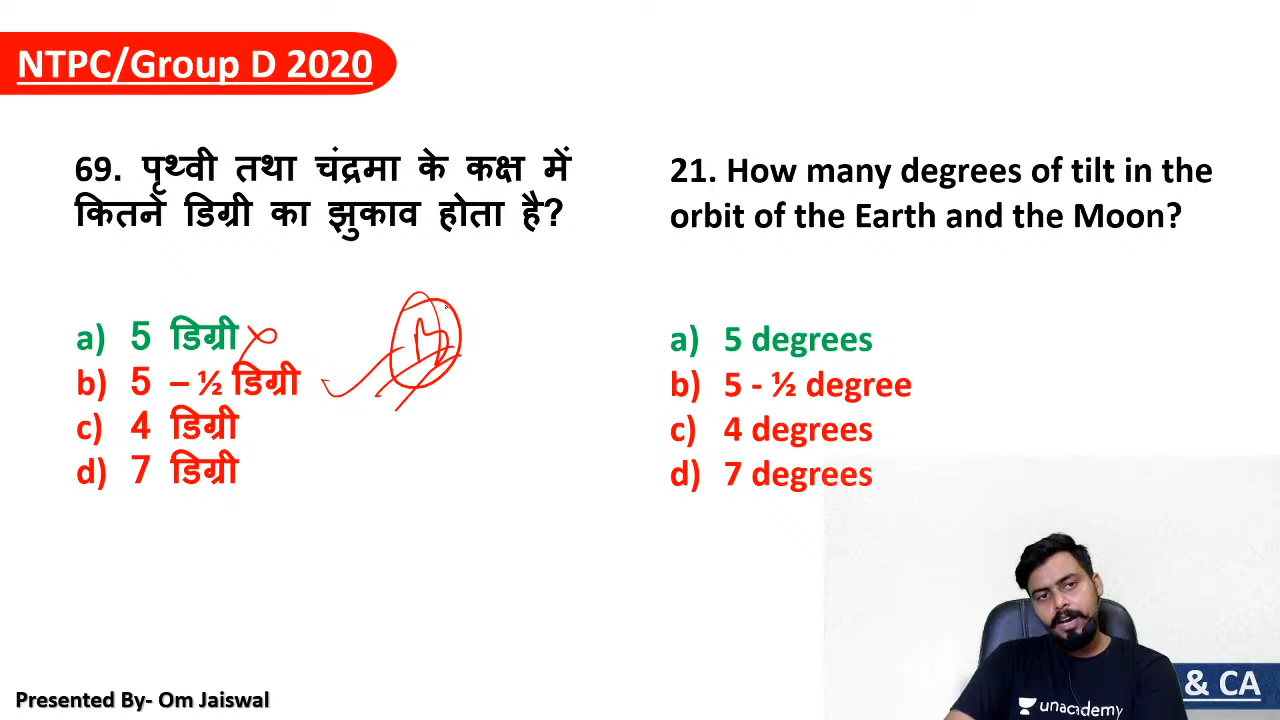 NTPC/Group D 2020
69. पृथ्वी तथा चंद्रमा के कक्ष में
कितने डिग्री का झुकाव होता है?
a) 5 डिग्री
b) 5 – ½ डिग्री
c) 4 डिग्री
d) 7 डिग्री
21. How many degrees of tilt in the
orbit of the Earth and the Moon?
a) 5 degrees
b) 5 - ½ degree
c) 4 degrees
d) 7 degrees
Presented By- Om Jaiswal
unacademy
& CA